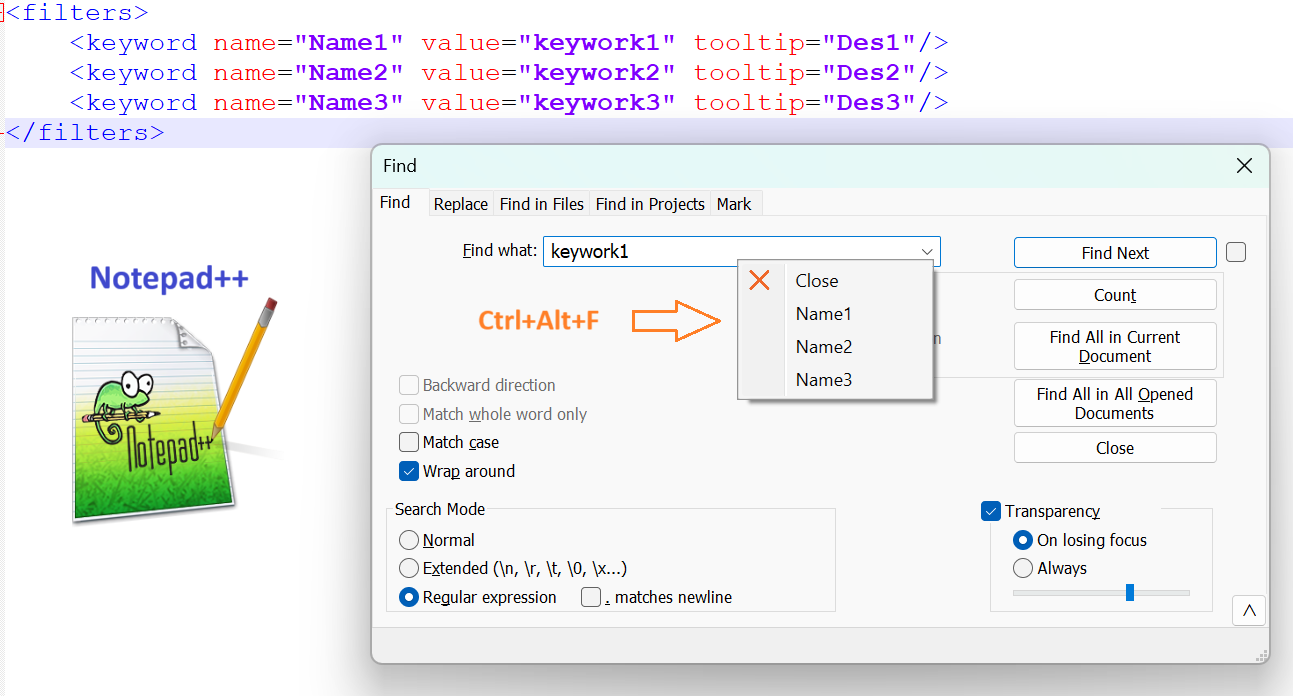 <filters>
<keyword name="Name1" value="keywork1" tooltip="Des1"/>
<keyword name="Name2" value="keywork2" tooltip="Des2"/>
<keyword name="Name3" value="keywork3" tooltip="Des3"/>
</filters>
Notepad++
Notepad++
Find
Find Replace Find in Files Find in Projects Mark
Find what: keywork1 Find Next
Close
Name1
Name2
Name3
Ctrl+Alt+F
n
Count
Find All in Current
Document
Find All in All Opened
Documents
Close
Backward direction
Match whole word only
Match case
Wrap around
Search Mode
Normal
Extended (\n, \r, \t, \0, \x...)
Regular expression . matches newline
Transparency
On losing focus
Always